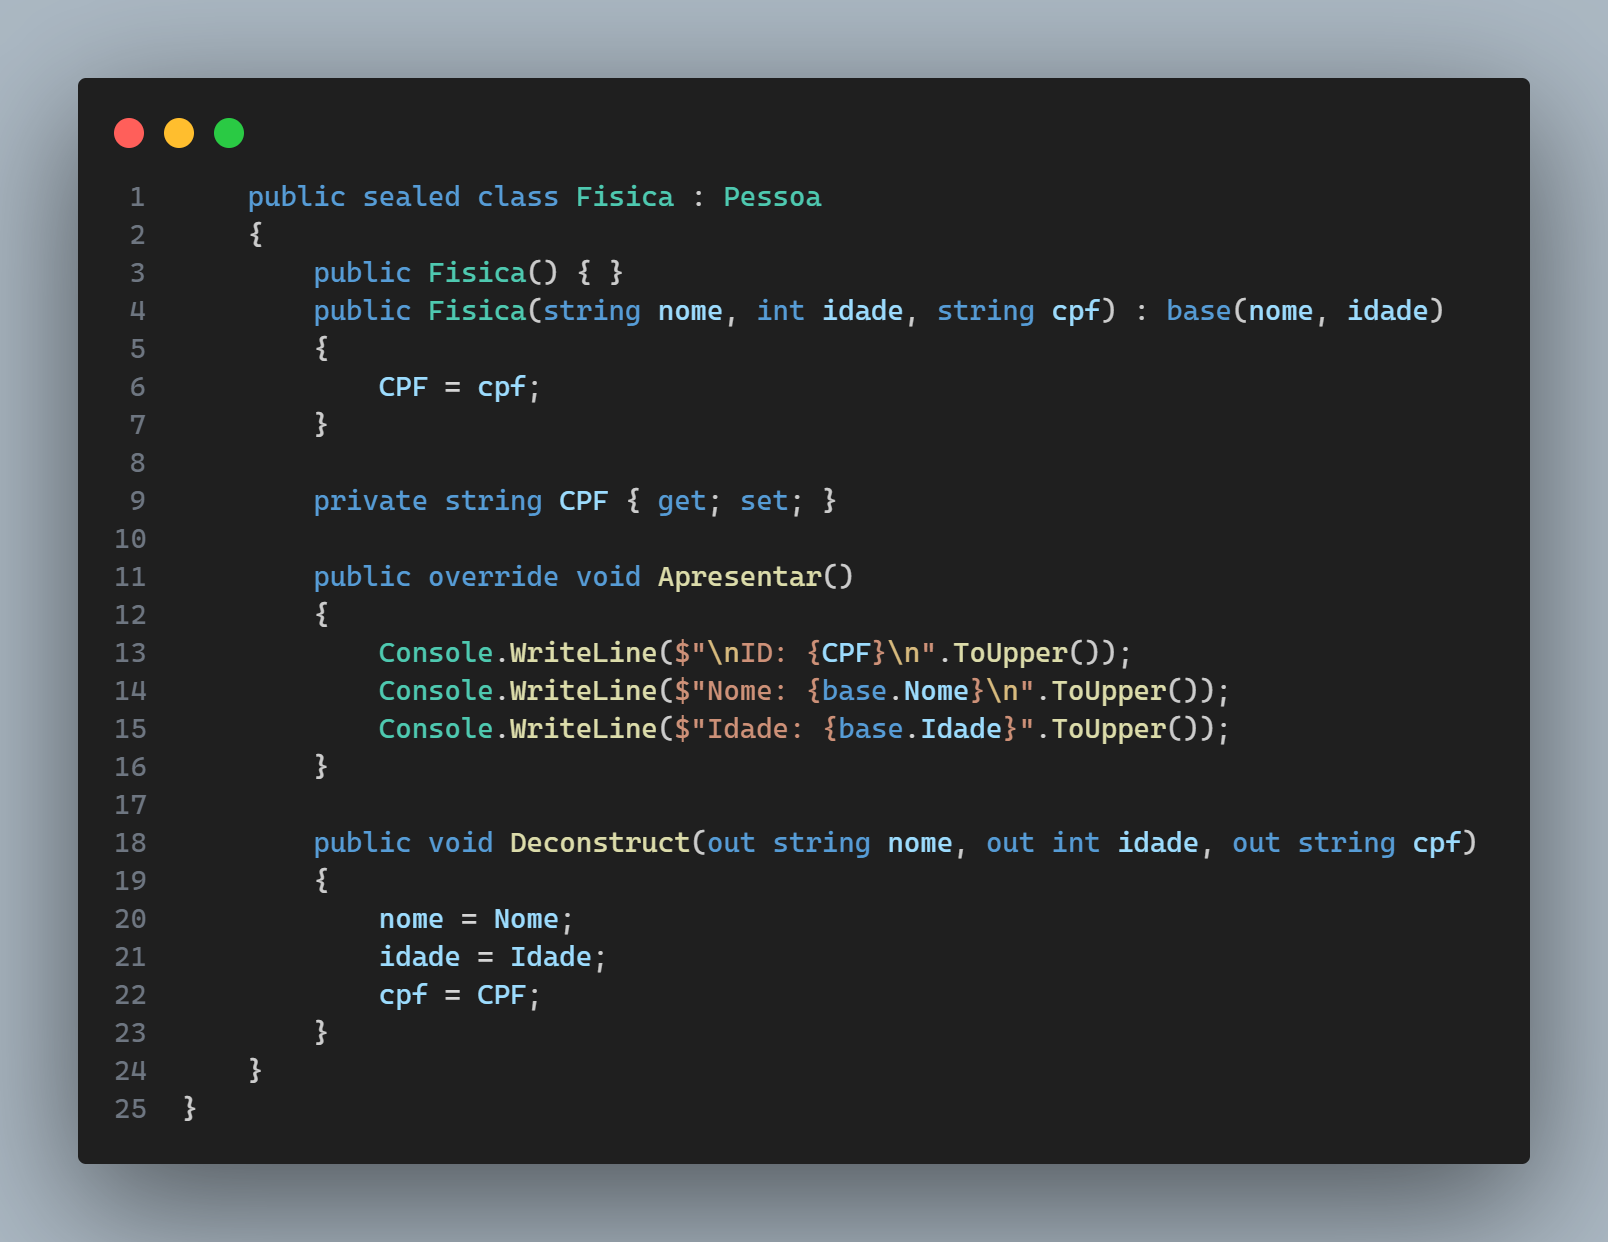 1 public sealed class Fisica : Pessoa
2 {
3 public Fisica() { }
4 public Fisica(string nome, int idade, string cpf) : base(nome, idade)
5 {
6 CPF = cpf;
7 }
8
9 private string CPF { get; set; }
10
11 public override void Apresentar()
12 {
13 Console.WriteLine($"\nID: {CPF}\n".ToUpper());
14 Console.WriteLine($"Nome: {base.Nome}\n".ToUpper());
15 Console.WriteLine($"Idade: {base.Idade}".ToUpper());
16 }
17
18 public void Deconstruct(out string nome, out int idade, out string cpf)
19 {
20 nome = Nome;
21 idade = Idade;
22 cpf = CPF;
23 }
24 }
25 }